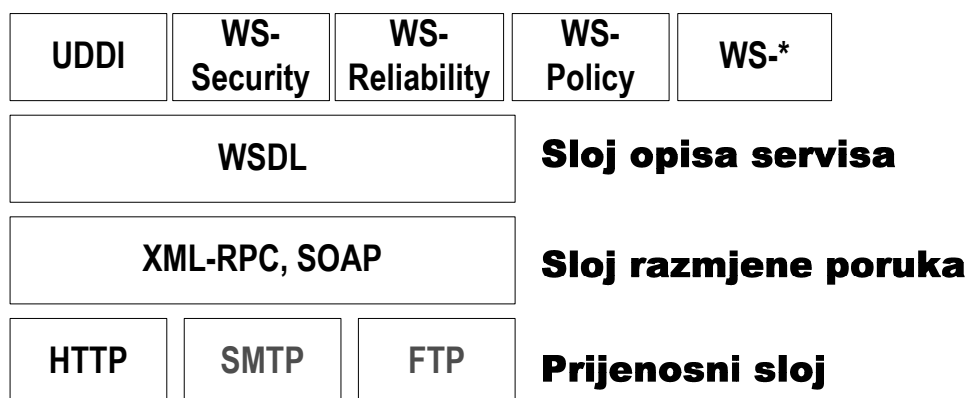 UDDI
WS-
Security
WS-
Reliability
WS-
Policy
WS-*
WSDL
Sloj opisa servisa
XML-RPC, SOAP
Sloj razmjene poruka
HTTP
SMTP
FTP
Prijenosni sloj